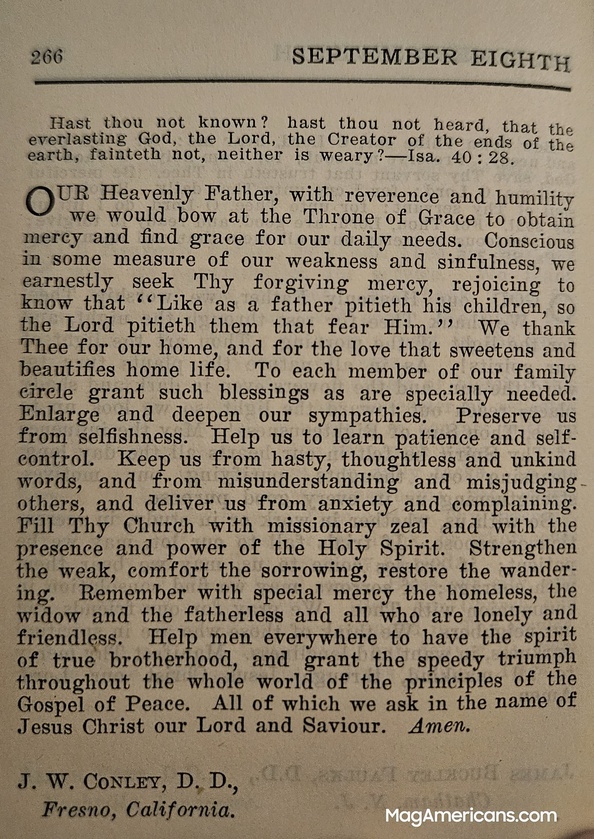 266 SEPTEMBER EIGHTH
Hast thou not known? hast thou not heard, that the
everlasting God, the Lord, the Creator of the ends of the
earth, fainteth not, neither is weary?—Isa. 40 : 28.
OUR Heavenly Father, with reverence and humility
we would bow at the Throne of Grace to obtain
mercy and find grace for our daily needs. Conscious
in some measure of our weakness and sinfulness, we
earnestly seek Thy forgiving mercy, rejoicing to
know that “Like as a father pitieth his children, so
the Lord pitieth them that fear Him.” We thank
Thee for our home, and for the love that sweetens and
beautifies home life. To each member of our family
circle grant such blessings as are specially needed.
Enlarge and deepen our sympathies. Preserve us
from selfishness. Help us to learn patience and self-
control. Keep us from hasty, thoughtless and unkind
words, and from misunderstanding and misjudging
others, and deliver us from anxiety and complaining.
Fill Thy Church with missionary zeal and with the
presence and power of the Holy Spirit. Strengthen
the weak, comfort the sorrowing, restore the wander-
ing. Remember with special mercy the homeless, the
widow and the fatherless and all who are lonely and
friendless. Help men everywhere to have the spirit
of true brotherhood, and grant the speedy triumph
throughout the whole world of the principles of the
Gospel of Peace. All of which we ask in the name of
Jesus Christ our Lord and Saviour. Amen.
J. W. CONLEY, D. D.,
Fresno, California.
MagAmericans.com